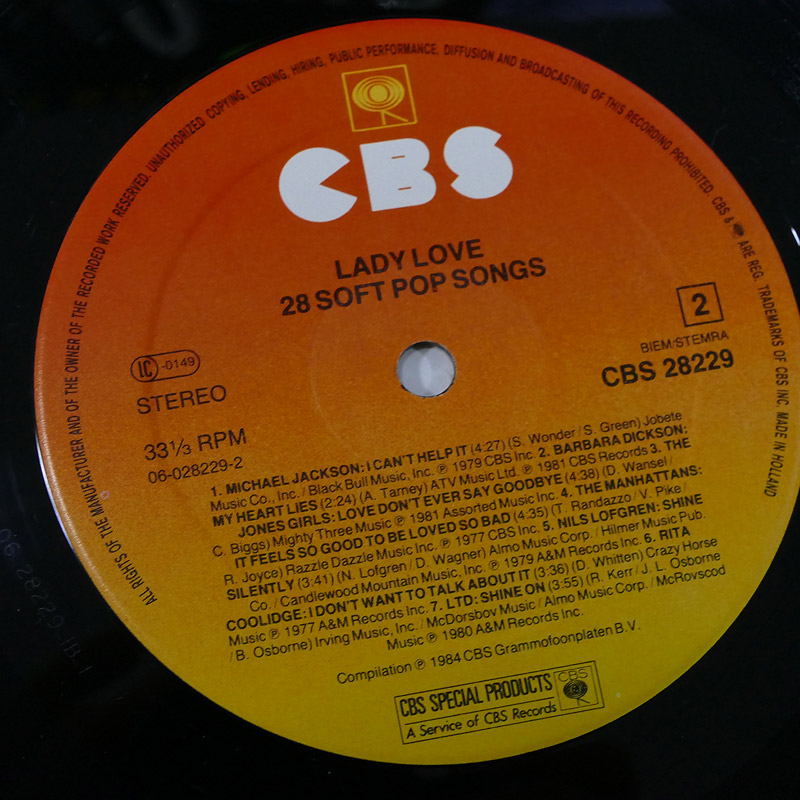 ALL RIGHTS OF THE MANUFACTURER AND OF THE OWNER OF THE RECORDED WORK RESERVED. UNAUTHORIZED COPYING, LENDING, HIRING, PUBLIC PERFORMANCE, DIFFUSION AND BROADCASTING OF THIS RECORDING PROHIBITED. CBS & ARE REG. TRADEMARKS OF CBS INC. MADE IN HOLLAND
CBS
LADY LOVE
28 SOFT POP SONGS
2
BIEM/STEMRA
CBS 28229
LC -0149
STEREO
33⅓ RPM
06-028229-2
1. MICHAEL JACKSON: I CAN'T HELP IT (4:27) (S. Wonder/S. Green) Jobete
Music Co., Inc./Black Bull Music, Inc. ℗ 1979 CBS Inc. 2. BARBARA DICKSON:
MY HEART LIES (2:24) (A. Tarney) ATV Music Ltd ℗ 1981 CBS Records 3. THE
JONES GIRLS: LOVE DON'T EVER SAY GOODBYE (4:38) (D. Wansel/
C. Biggs) Mighty Three Music ℗ 1981 Assorted Music Inc. 4. THE MANHATTANS:
IT FEELS SO GOOD TO BE LOVED SO BAD (4:35) (T. Randazzo/V. Pike/
R. Joyce) Razzle Dazzle Music Inc. ℗ 1977 CBS Inc. 5. NILS LOFGREN: SHINE
SILENTLY (3:41) (N. Lofgren/D. Wagner) Almo Music Corp./Hilmer Music Pub.
Co./Candlewood Mountain Music, Inc. ℗ 1979 A&M Records Inc. 6. RITA
COOLIDGE: I DON'T WANT TO TALK ABOUT IT (3:36) (D. Whitten) Crazy Horse
Music ℗ 1977 A&M Records Inc. 7. LTD: SHINE ON (3:55) (R. Kerr/J.L. Osborne
/B. Osborne) Irving Music, Inc./McDorsbov Music/Almo Music Corp./McRovscod
Music ℗ 1980 A&M Records Inc.
Compilation ℗ 1984 CBS Grammofoonplaten B.V.
CBS SPECIAL PRODUCTS
A Service of CBS Records
CBS